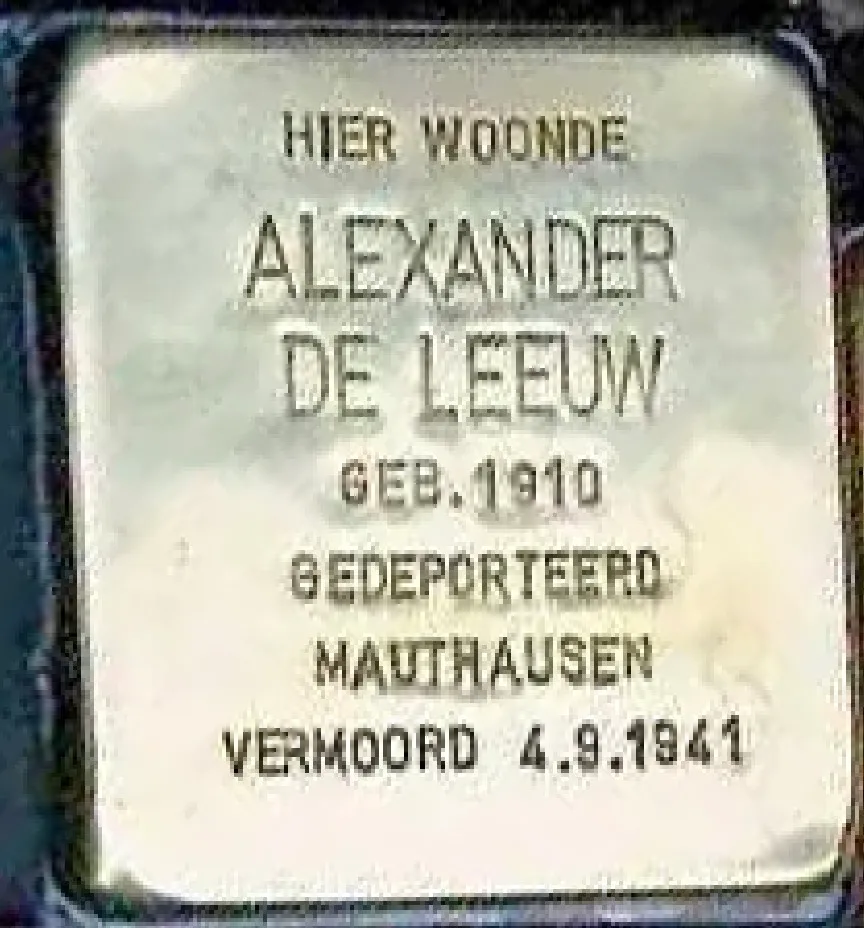 HIER WOONDE
ALEXANDER
DE LEEUW
GEB.1910
GEDEPORTEERD
MAUTHAUSEN
VERMOORD 4.9.1941